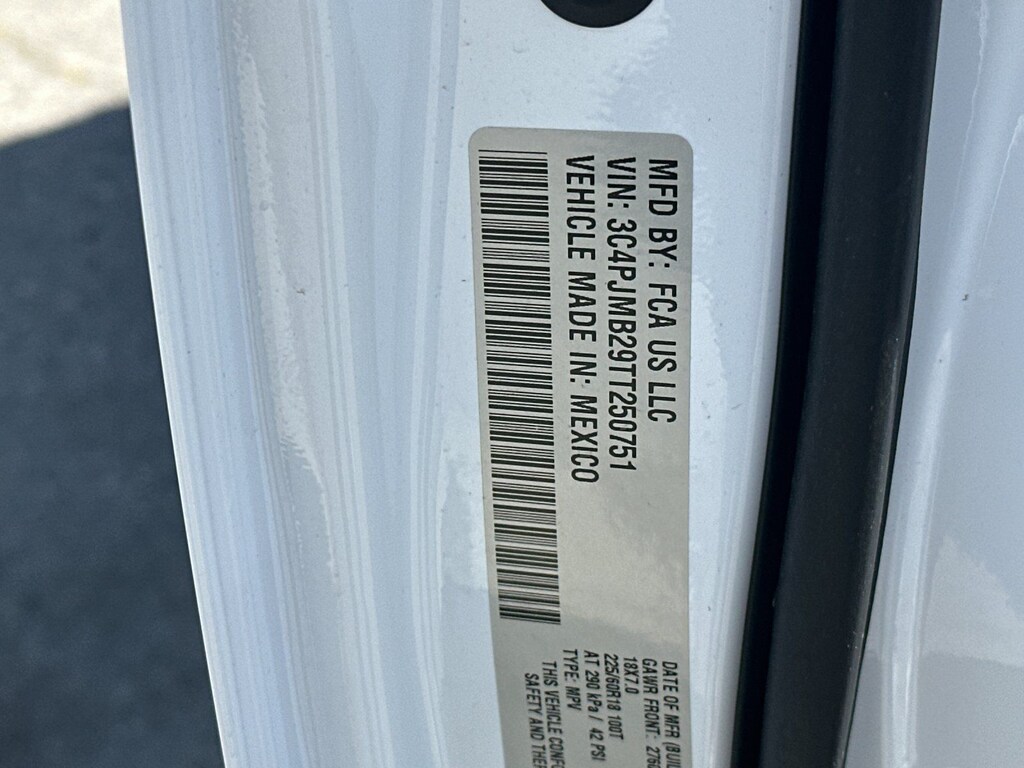 MFD BY: FCA US LLC
VIN: 3C4PJMB29TT250751
VEHICLE MADE IN: MEXICO
DATE OF MFR
GAWR FRONT:
18X7.0
225/60R18 100T
AT 290 kPa / 42 PSI
TYPE: MPV
THIS VEHICLE
SAFETY AND